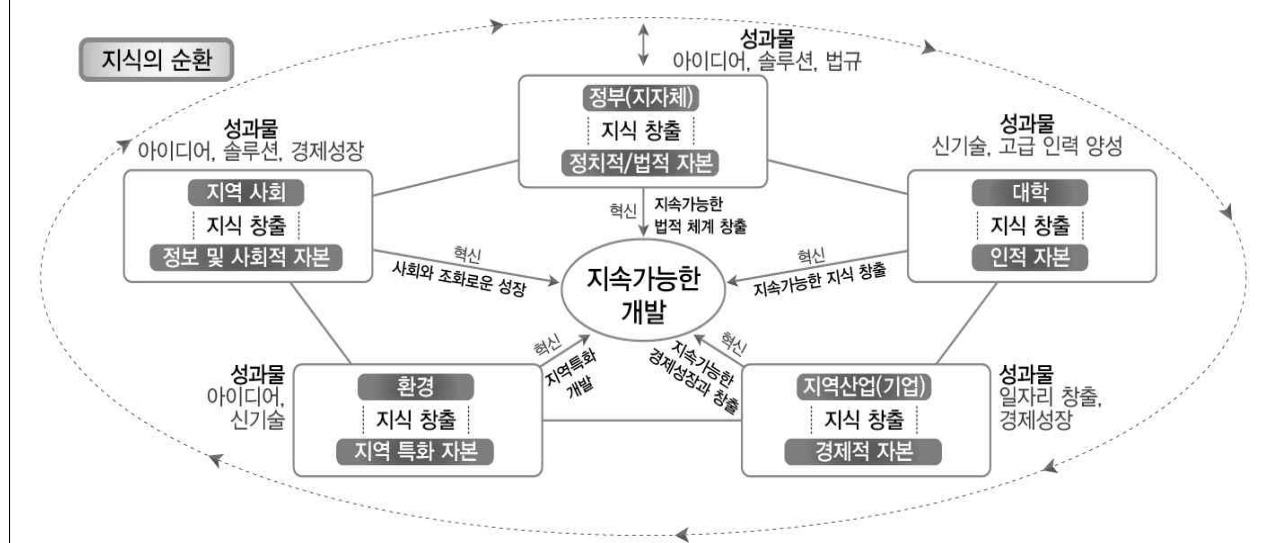 지식의 순환
성과물
아이디어, 솔루션, 법규
정부(지자체)
지식 창출
정치적/법적 자본
성과물
아이디어, 솔루션, 경제성장
지역 사회
지식 창출
정보 및 사회적 자본
성과물
신기술, 고급 인력 양성
대학
지식 창출
인적 자본
혁신
지속가능한
법적 체계 창출
혁신
사회와 조화로운 성장
혁신
지속가능한 지식 창출
지속가능한
개발
혁신
지역특화
개발
혁신
지속가능한
경제성장과 창출
성과물
아이디어,
신기술
환경
지식 창출
지역 특화 자본
지역산업(기업)
지식 창출
경제적 자본
성과물
일자리 창출,
경제성장